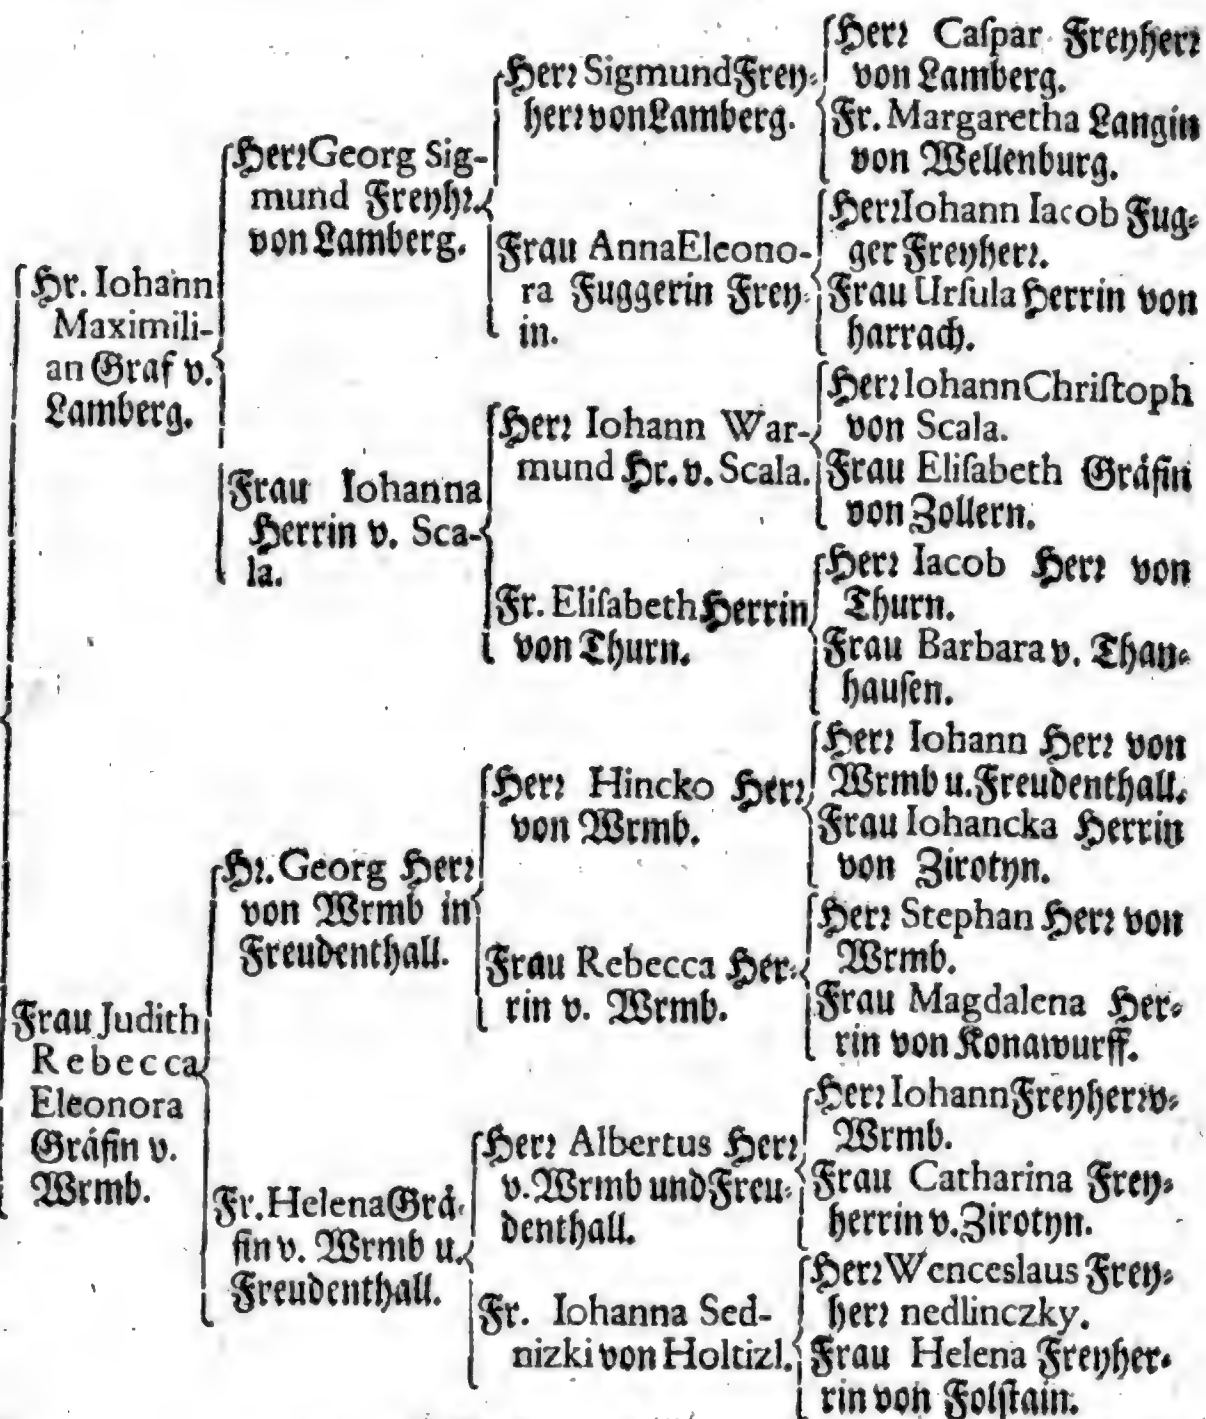 Hr. Iohann
Maximili-
an Graf v.
Lamberg.
Frau Judith
Rebecca
Eleonora
Gräfin v.
Wrmb.
Herr Georg Sig-
mund Freyhr.
von Lamberg.
Frau Iohanna
Herrin v. Sca-
la.
Hr. Georg Herr
von Wrmb in
Freudenthall.
Fr. Helena Grä-
fin v. Wrmb u.
Freudenthall.
Herr Sigmund Frey-
herr von Lamberg.
Frau Anna Eleono-
ra Fuggerin Frey-
in.
Herr Iohann War-
mund Hr. v. Scala.
Fr. Elisabeth Herrin
von Thurn.
Herr Hincko Herr
von Wrmb.
Frau Rebecca Her-
rin v. Wrmb.
Herr Albertus Herr
v. Wrmb und Freu-
denthall.
Fr. Iohanna Sed-
nizki von Holtizl.
Herr Caſpar Freyherr
von Lamberg.
Fr. Margaretha Langin
von Wellenburg.
Herr Iohann Iacob Fug-
ger Freyherr.
Frau Urſula Herrin von
harrach.
Herr Iohann Chriſtoph
von Scala.
Frau Eliſabeth Gräfin
von Zollern.
Herr Iacob Herr von
Thurn.
Frau Barbara v. Than-
hauſen.
Herr Iohann Herr von
Wrmb u. Freudenthall.
Frau Iohancka Herrin
von Zirotyn.
Herr Stephan Herr von
Wrmb.
Frau Magdalena Her-
rin von Konawurff.
Herr Iohann Freyherr v.
Wrmb.
Frau Catharina Frey-
herrin v. Zirotyn.
Herr Wenceslaus Frey-
herr nedlinczky.
Frau Helena Freyher-
rin von Folſtain.